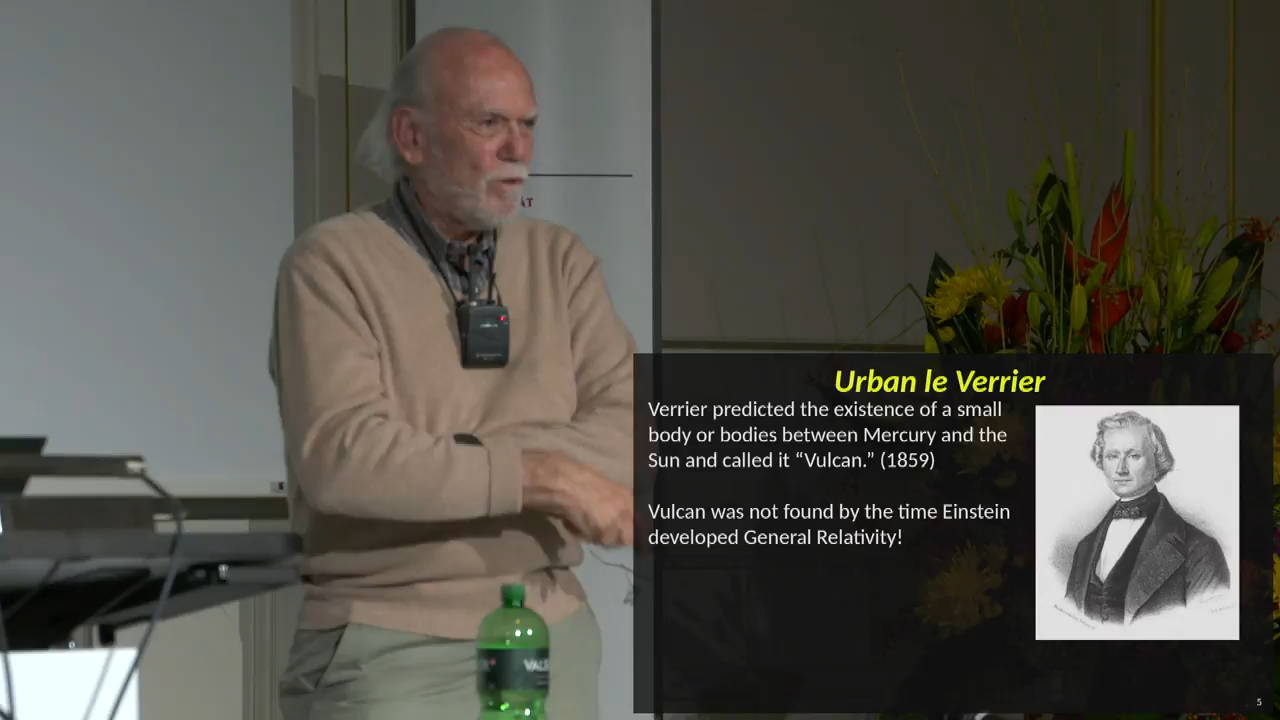 ÄT
Urban le Verrier
Verrier predicted the existence of a small
body or bodies between Mercury and the
Sun and called it “Vulcan.” (1859)
Vulcan was not found by the time Einstein
developed General Relativity!
5